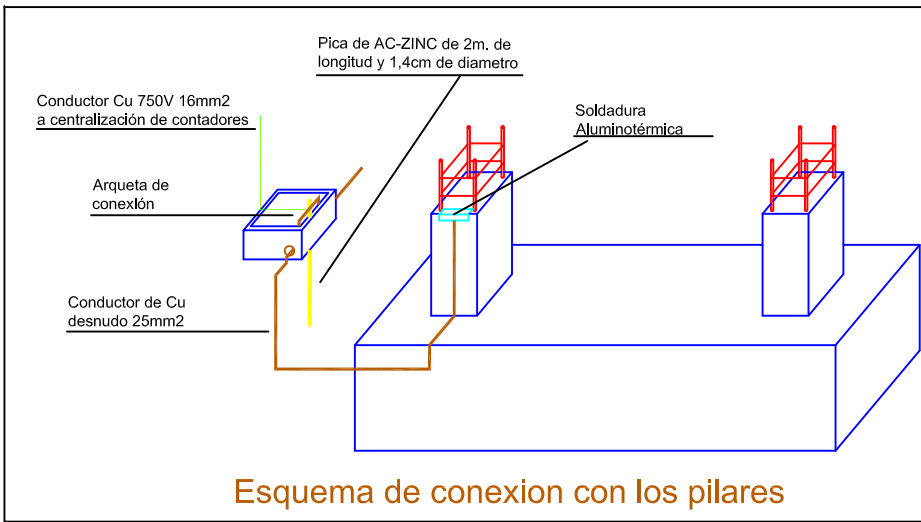 Pica de AC-ZINC de 2m. de
longitud y 1,4cm de diametro
Conductor Cu 750V 16mm2
a centralización de contadores
Soldadura
Aluminotérmica
Arqueta de
conexión
Conductor de Cu
desnudo 25mm2
Esquema de conexion con los pilares